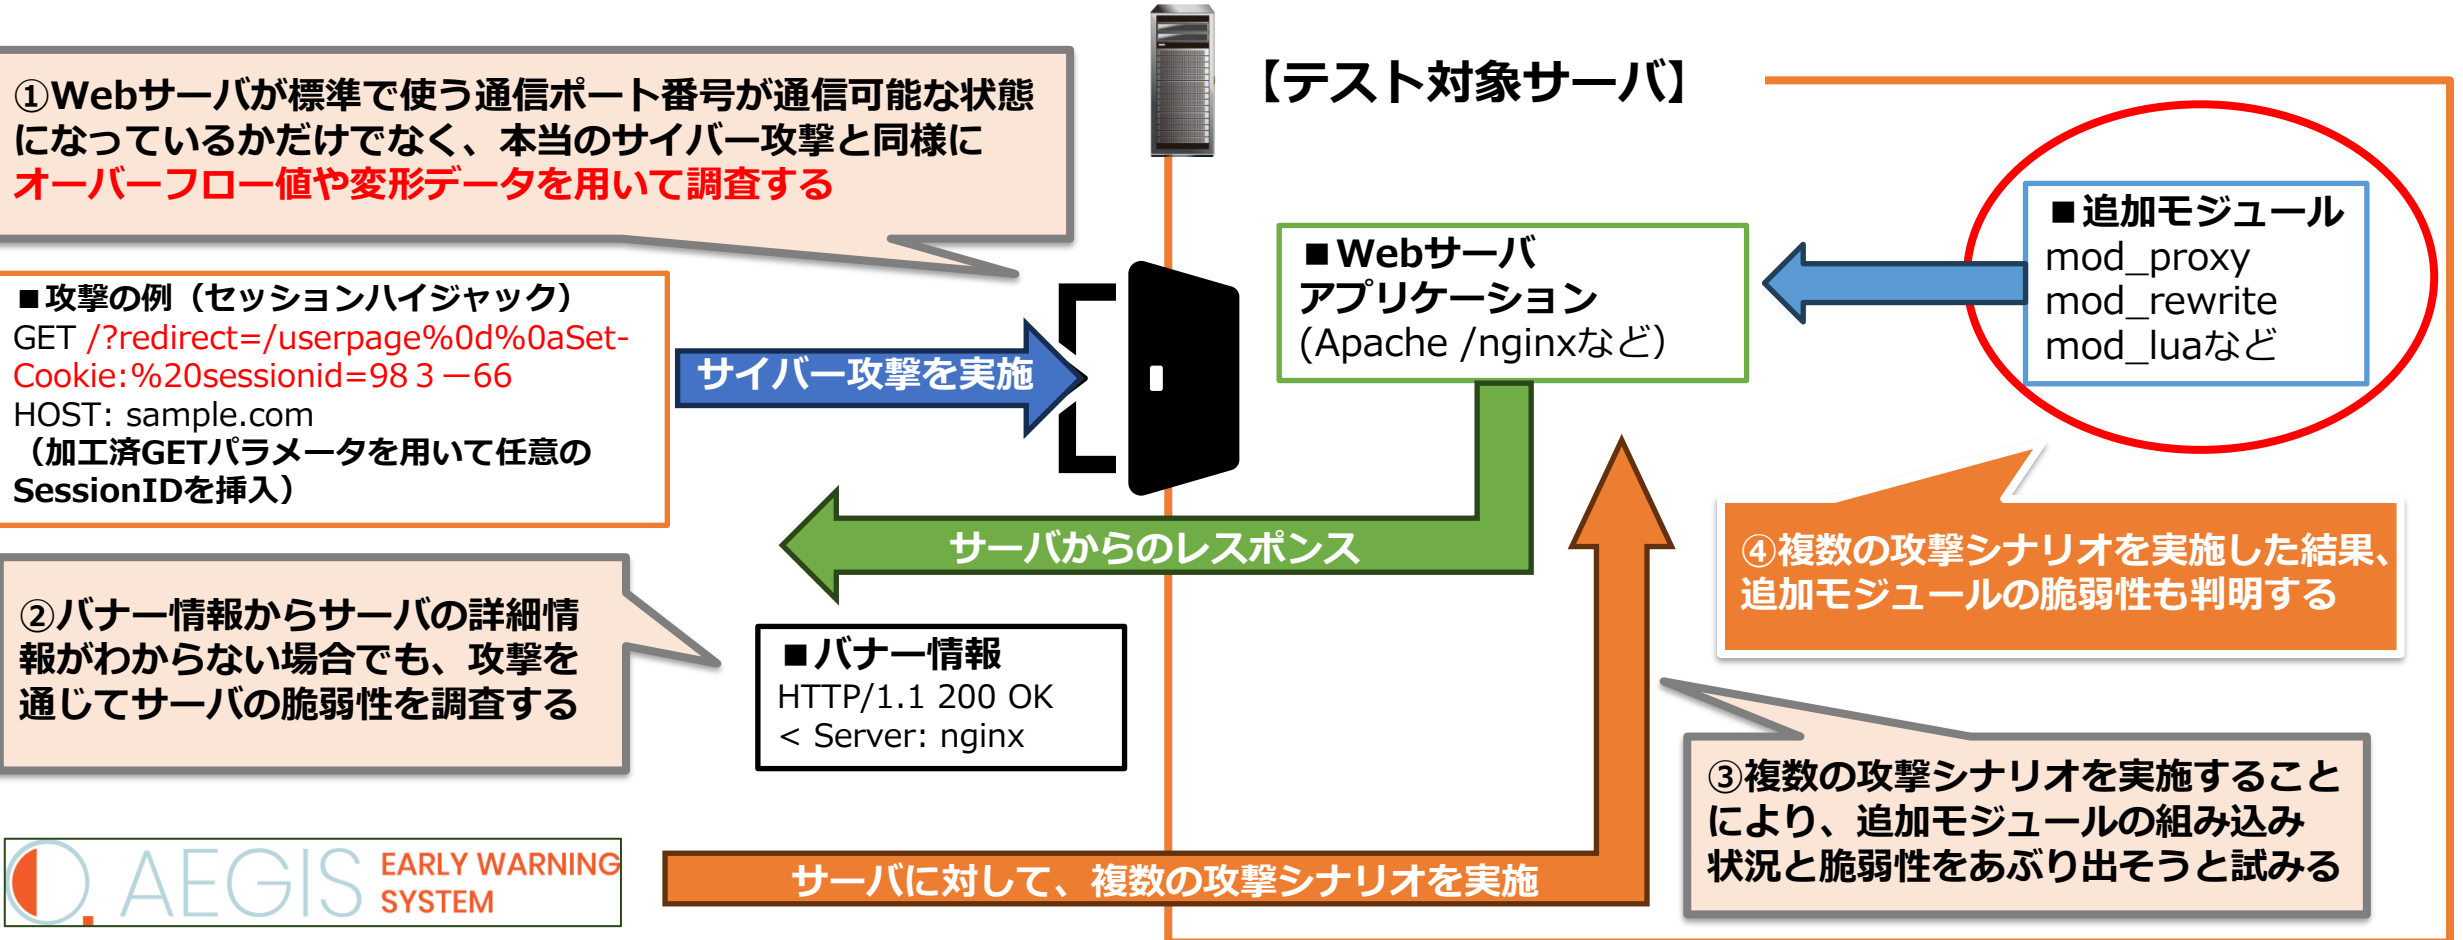 【テスト対象サーバ】
①Webサーバが標準で使う通信ポート番号が通信可能な状態
になっているかだけでなく、本当のサイバー攻撃と同様に
オーバーフロー値や変形データを用いて調査する
■攻撃の例（セッションハイジャック）
GET /?redirect=/userpage%0d%0aSet-
Cookie:%20sessionid=98３－66
HOST: sample.com
（加工済GETパラメータを用いて任意の
SessionIDを挿入）
サイバー攻撃を実施
■Webサーバ
アプリケーション
(Apache /nginxなど）
■追加モジュール
mod_proxy
mod_rewrite
mod_luaなど
サーバからのレスポンス
④複数の攻撃シナリオを実施した結果、
追加モジュールの脆弱性も判明する
②バナー情報からサーバの詳細情
報がわからない場合でも、攻撃を
通じてサーバの脆弱性を調査する
■バナー情報
HTTP/1.1 200 OK
< Server: nginx
③複数の攻撃シナリオを実施すること
により、追加モジュールの組み込み
状況と脆弱性をあぶり出そうと試みる
AEGIS EARLY WARNING
SYSTEM
サーバに対して、複数の攻撃シナリオを実施